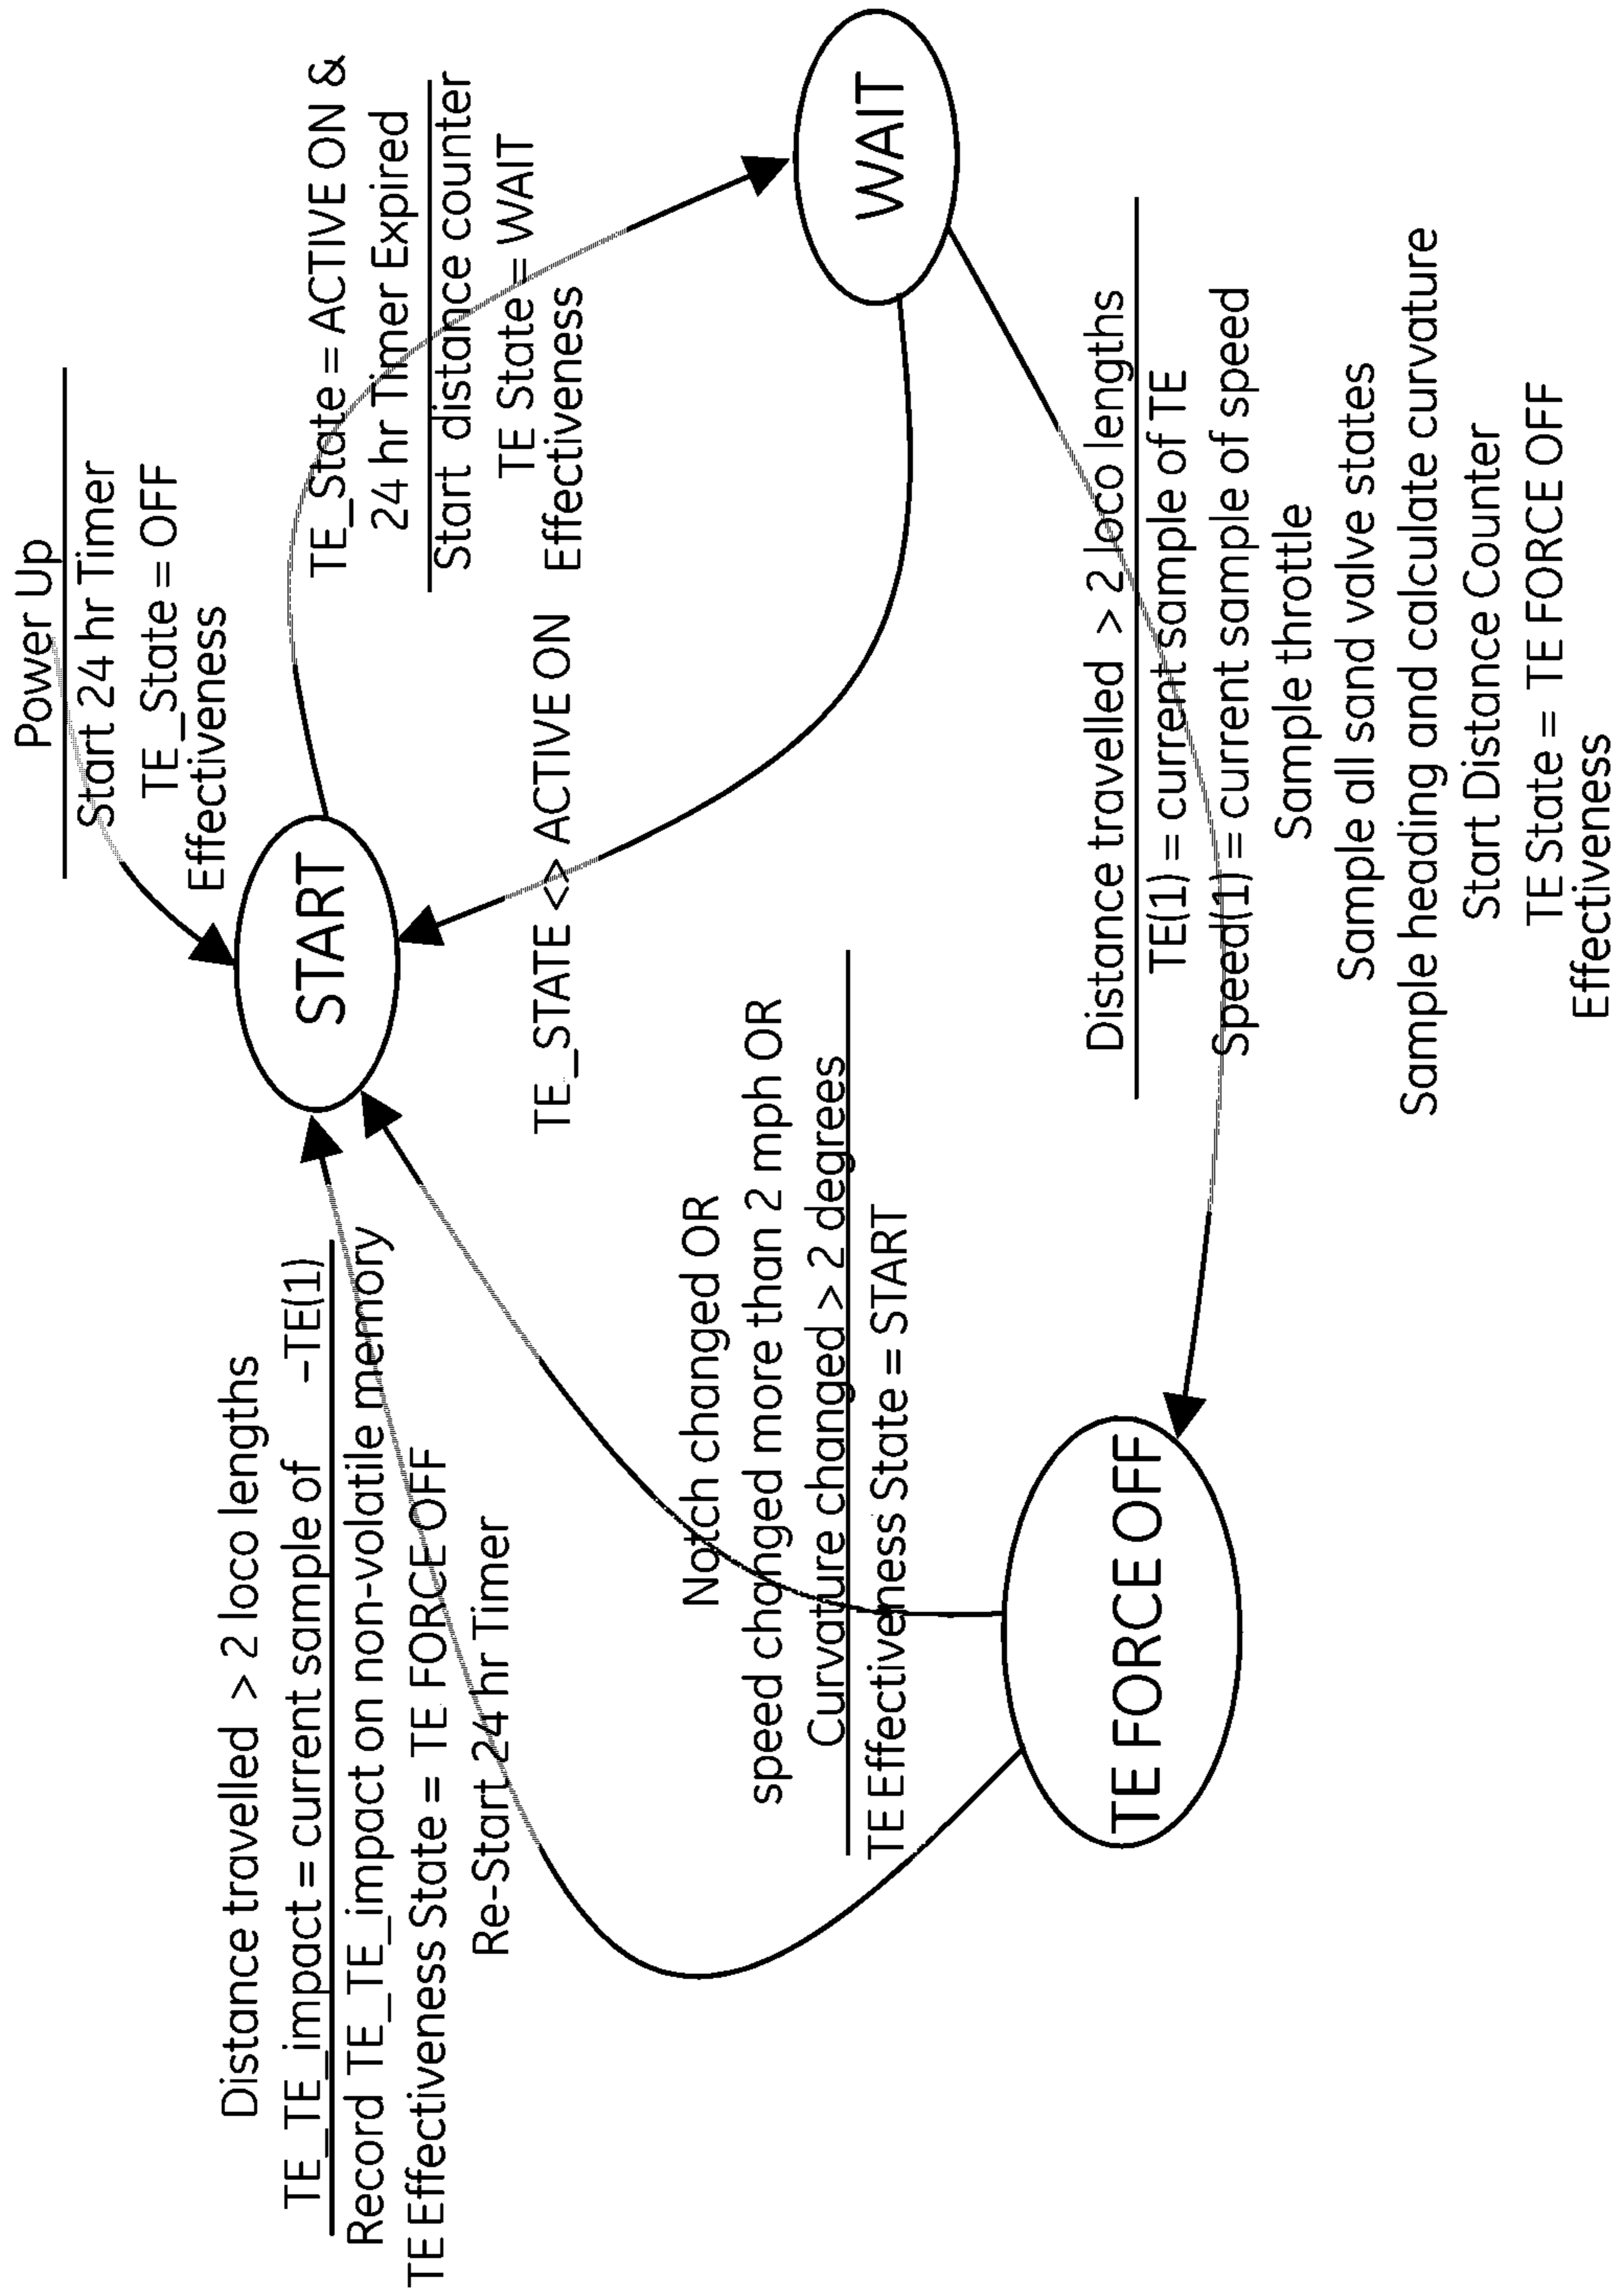 Power Up
Start 24 hr Timer
TE_State = OFF
Effectiveness
START
TE_State = ACTIVE ON &
24 hr Timer Expired
Start distance counter
TE State = WAIT
Effectiveness
WAIT
TE_STATE <> ACTIVE ON
Distance travelled > 2 loco lengths
TE_TE_impact = current sample of –TE(1)
Record TE_TE_impact on non-volatile memory
TE Effectiveness State = TE FORCE OFF
Re-Start 24 hr Timer
Notch changed OR
speed changed more than 2 mph OR
Curvature changed > 2 degrees
TE Effectiveness State = START
TE FORCE OFF
Distance travelled > 2 loco lengths
TE(1) = current sample of TE
Speed(1) = current sample of speed
Sample throttle
Sample all sand valve states
Sample heading and calculate curvature
Start Distance Counter
TE State = TE FORCE OFF
Effectiveness